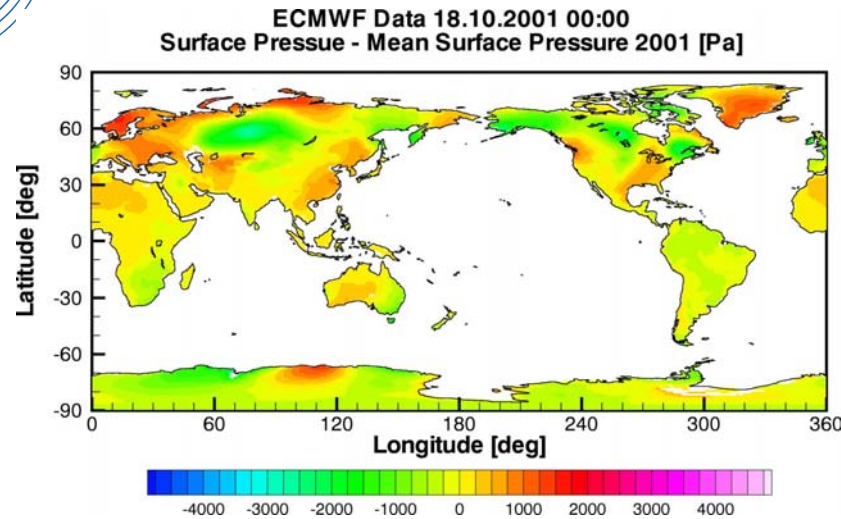 ECMWF Data 18.10.2001 00:00
Surface Pressue - Mean Surface Pressure 2001 [Pa]
90
60
30
0
-30
-60
-90
Latitude [deg]
0 60 120 180 240 300 360
Longitude [deg]
-4000 -3000 -2000 -1000 0 1000 2000 3000 4000